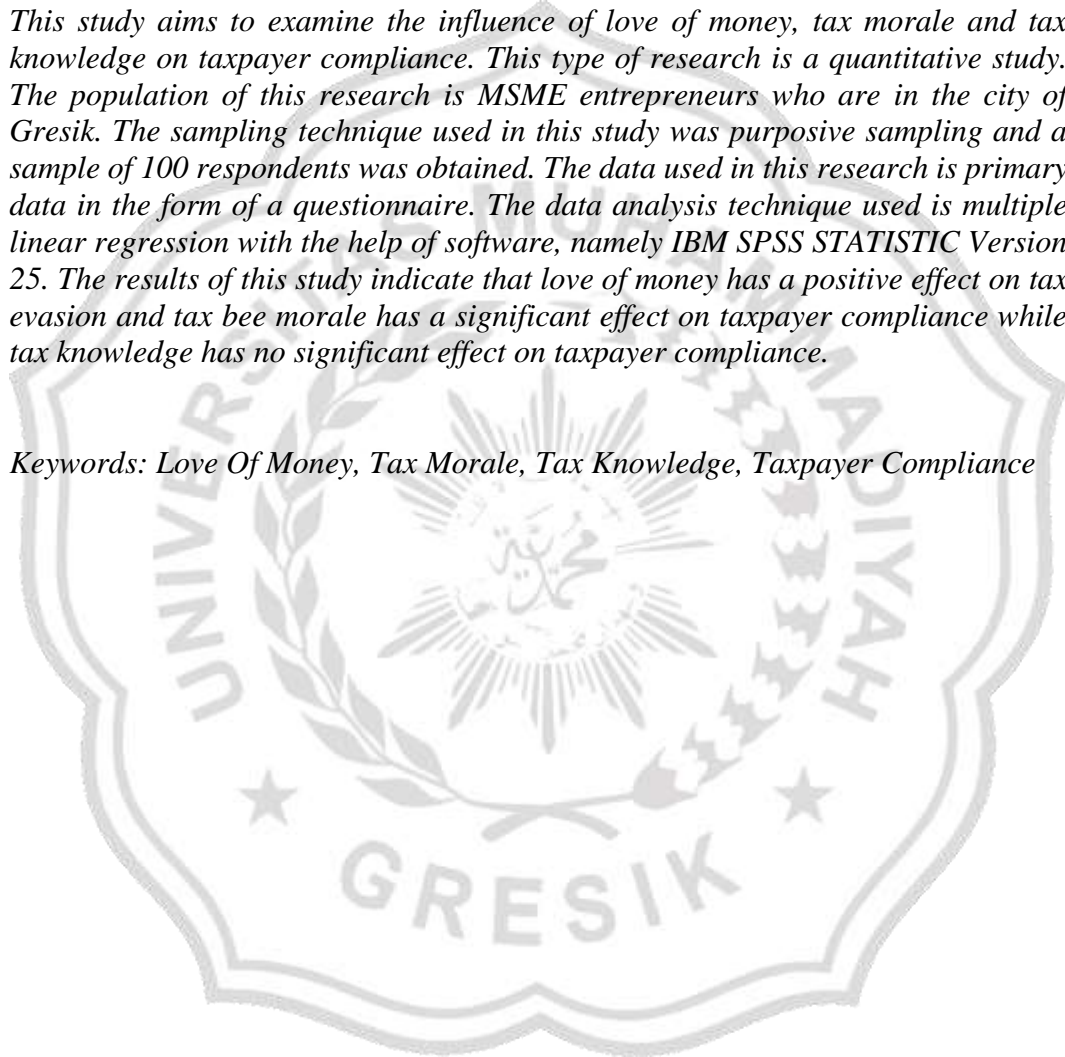 This study aims to examine the influence of love of money, tax morale and tax
knowledge on taxpayer compliance. This type of research is a quantitative study.
The population of this research is MSME entrepreneurs who are in the city of
Gresik. The sampling technique used in this study was purposive sampling and a
sample of 100 respondents was obtained. The data used in this research is primary
data in the form of a questionnaire. The data analysis technique used is multiple
linear regression with the help of software, namely IBM SPSS STATISTIC Version
25. The results of this study indicate that love of money has a positive effect on tax
evasion and tax bee morale has a significant effect on taxpayer compliance while
tax knowledge has no significant effect on taxpayer compliance.
Keywords: Love Of Money, Tax Morale, Tax Knowledge, Taxpayer Compliance
UNIVERSITAS MUHAMMADIYAH
محمد
GRESIK